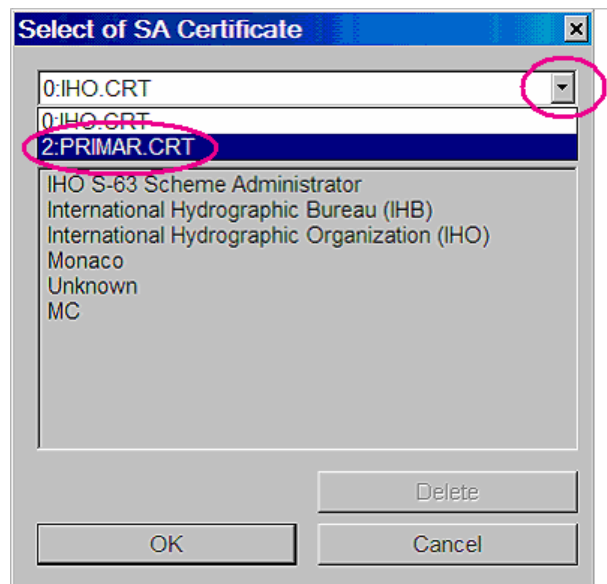 Select of SA Certificate
0:IHO.CRT
0:IHO.CRT
2:PRIMAR.CRT
IHO S-63 Scheme Administrator
International Hydrographic Bureau (IHB)
International Hydrographic Organization (IHO)
Monaco
Unknown
MC
Delete
OK Cancel